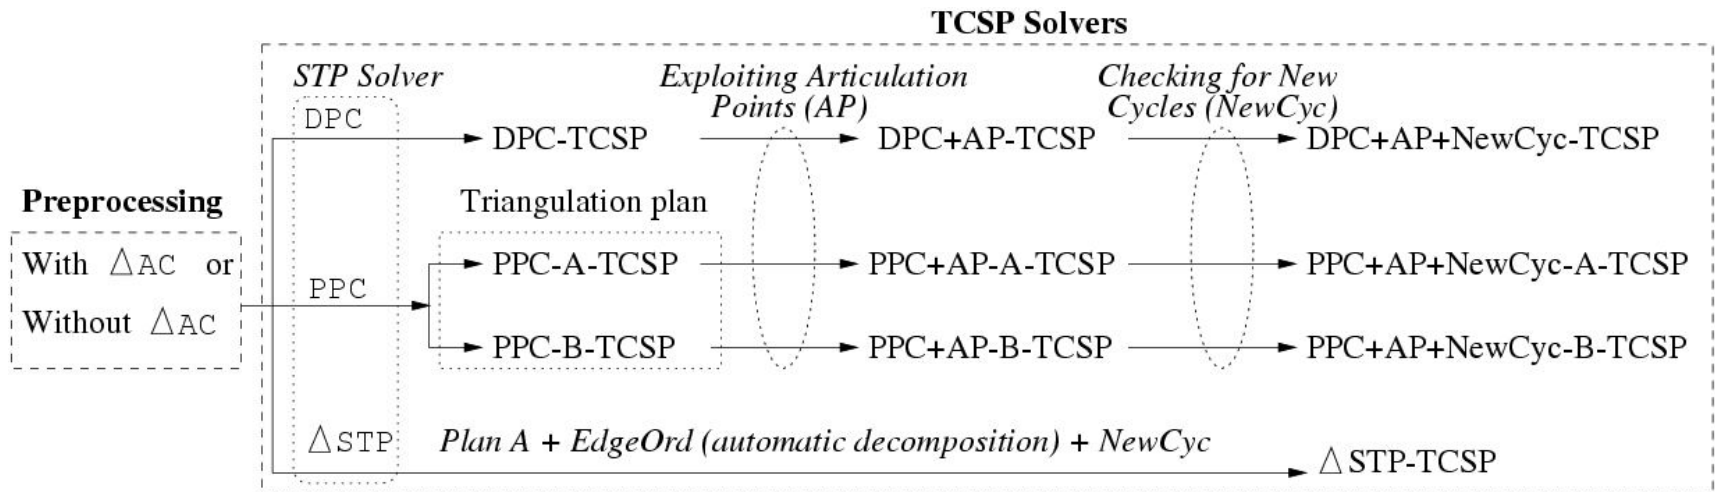 TCSP Solvers
STP Solver
Exploiting Articulation
Points (AP)
Checking for New
Cycles (NewCyc)
DPC
DPC-TCSP
DPC+AP-TCSP
DPC+AP+NewCyc-TCSP
Preprocessing
With △AC or
Without △AC
Triangulation plan
PPC
PPC-A-TCSP
PPC+AP-A-TCSP
PPC+AP+NewCyc-A-TCSP
PPC-B-TCSP
PPC+AP-B-TCSP
PPC+AP+NewCyc-B-TCSP
△STP
Plan A + EdgeOrd (automatic decomposition) + NewCyc
△STP-TCSP